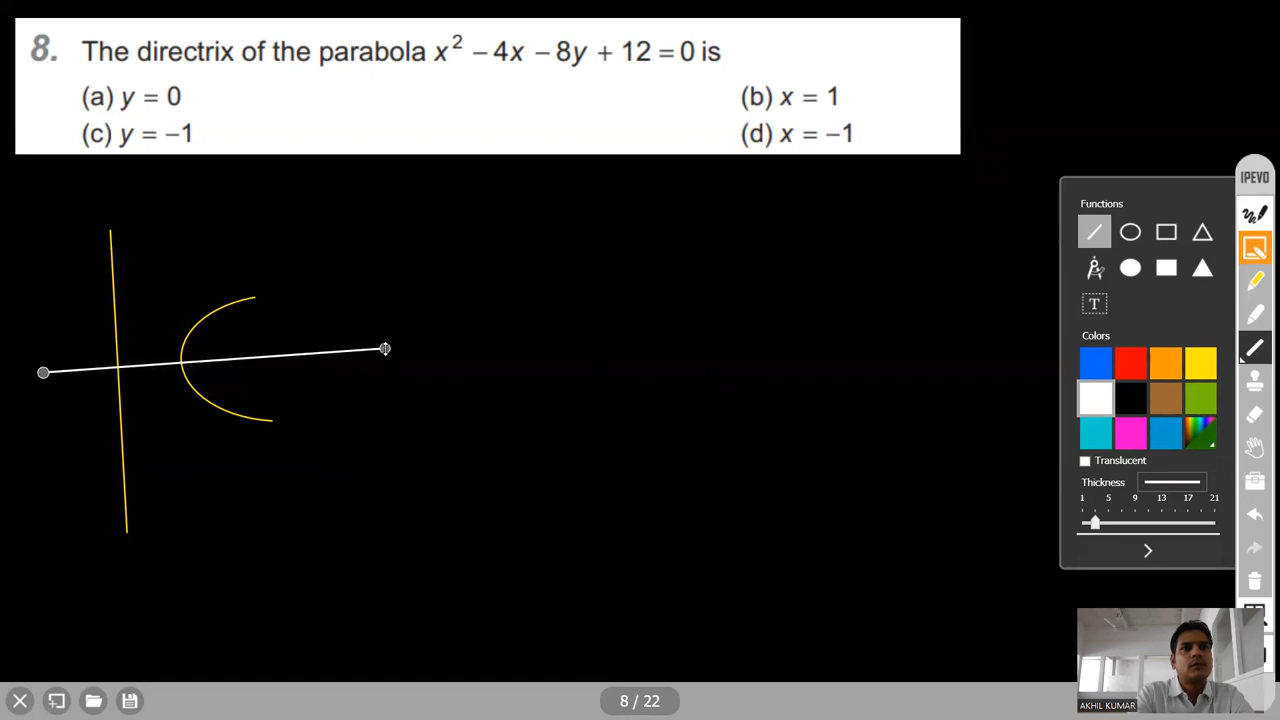 8. The directrix of the parabola x² − 4x − 8y + 12 = 0 is
(a) y = 0 (b) x = 1
(c) y = −1 (d) x = −1
IPEVO
Functions
T
Colors
Translucent
Thickness
1 5 9 13 17 21
8 / 22
AKHIL KUMAR